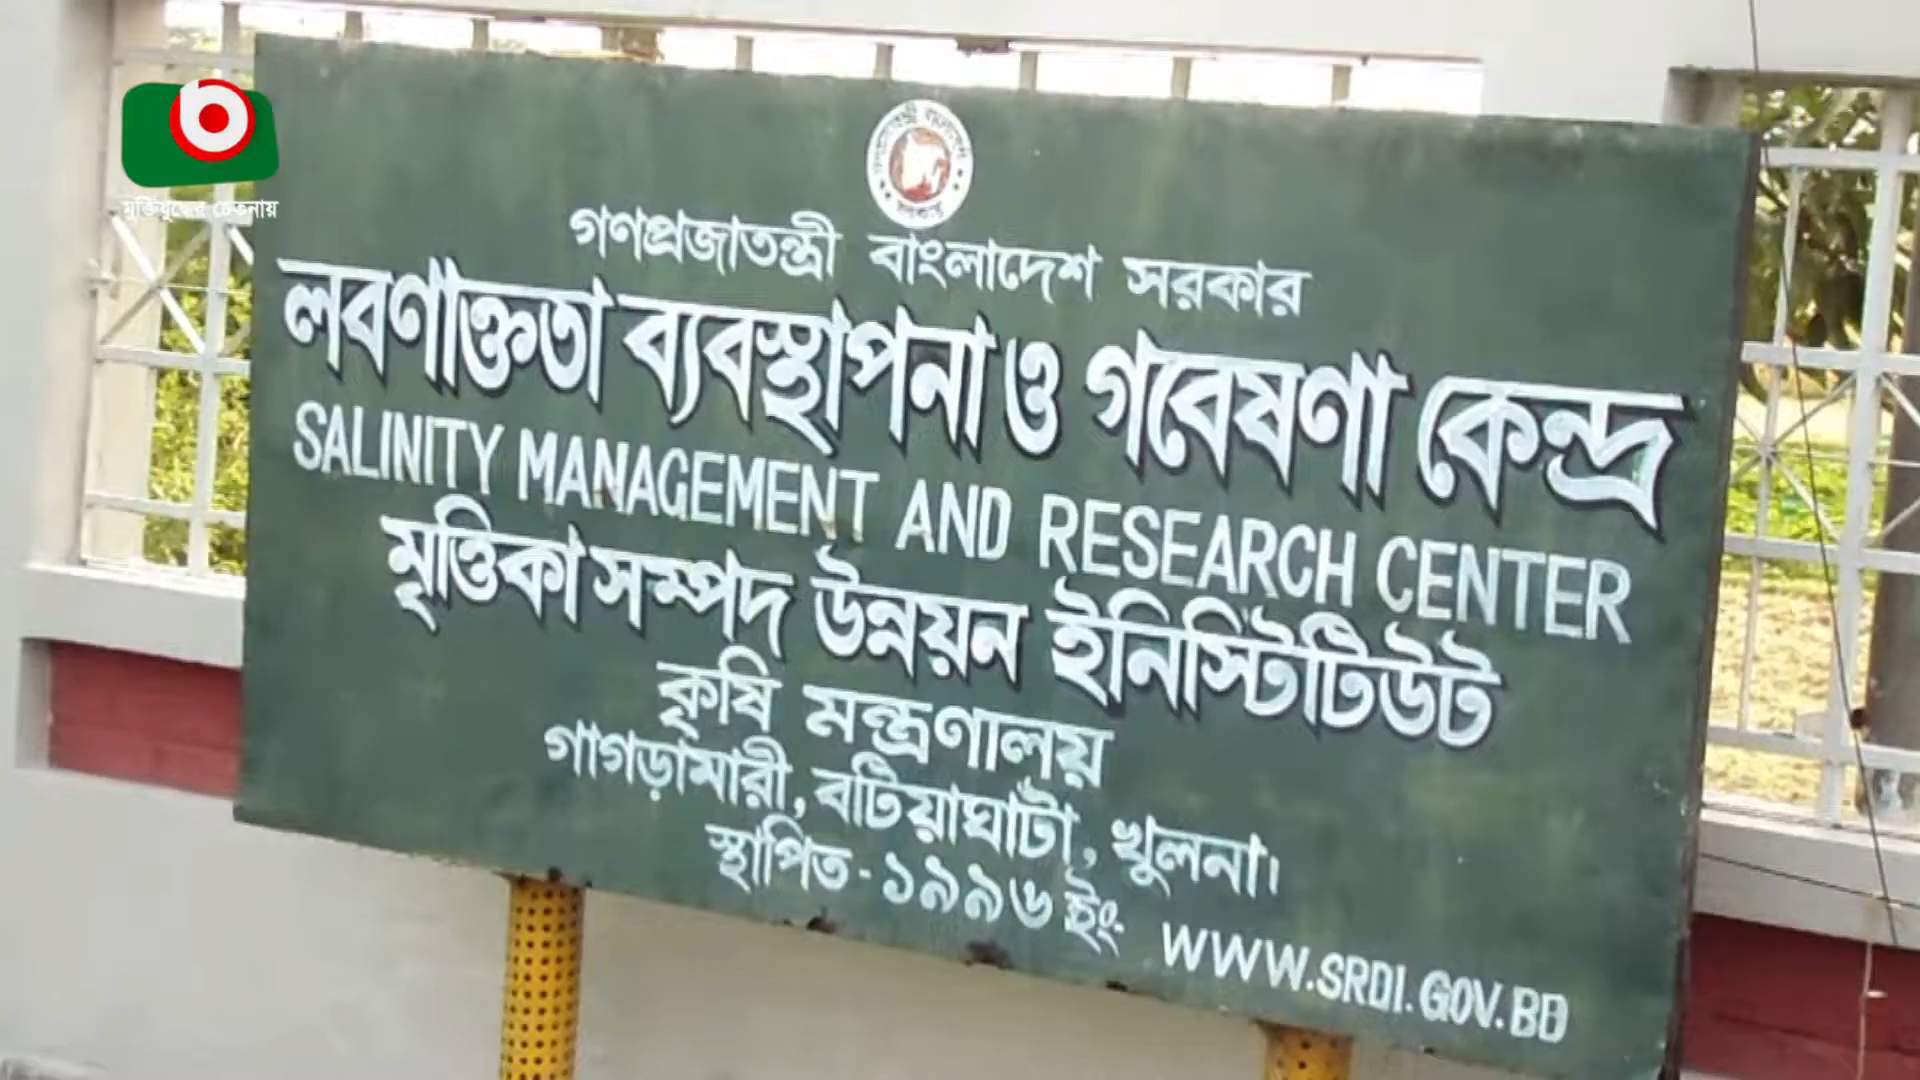 মুক্তিযুদ্ধের চেতনায়
গণপ্রজাতন্ত্রী বাংলাদেশ সরকার
লবণাক্ততা ব্যবস্থাপনা ও গবেষণা কেন্দ্র
SALINITY MANAGEMENT AND RESEARCH CENTER
মৃত্তিকা সম্পদ উন্নয়ন ইনিস্টিটিউট
কৃষি মন্ত্রণালয়
গাগড়ামারী, বটিয়াঘাটা, খুলনা।
স্থাপিত - ১৯৯৬ ইং
WWW.SRDI.GOV.BD